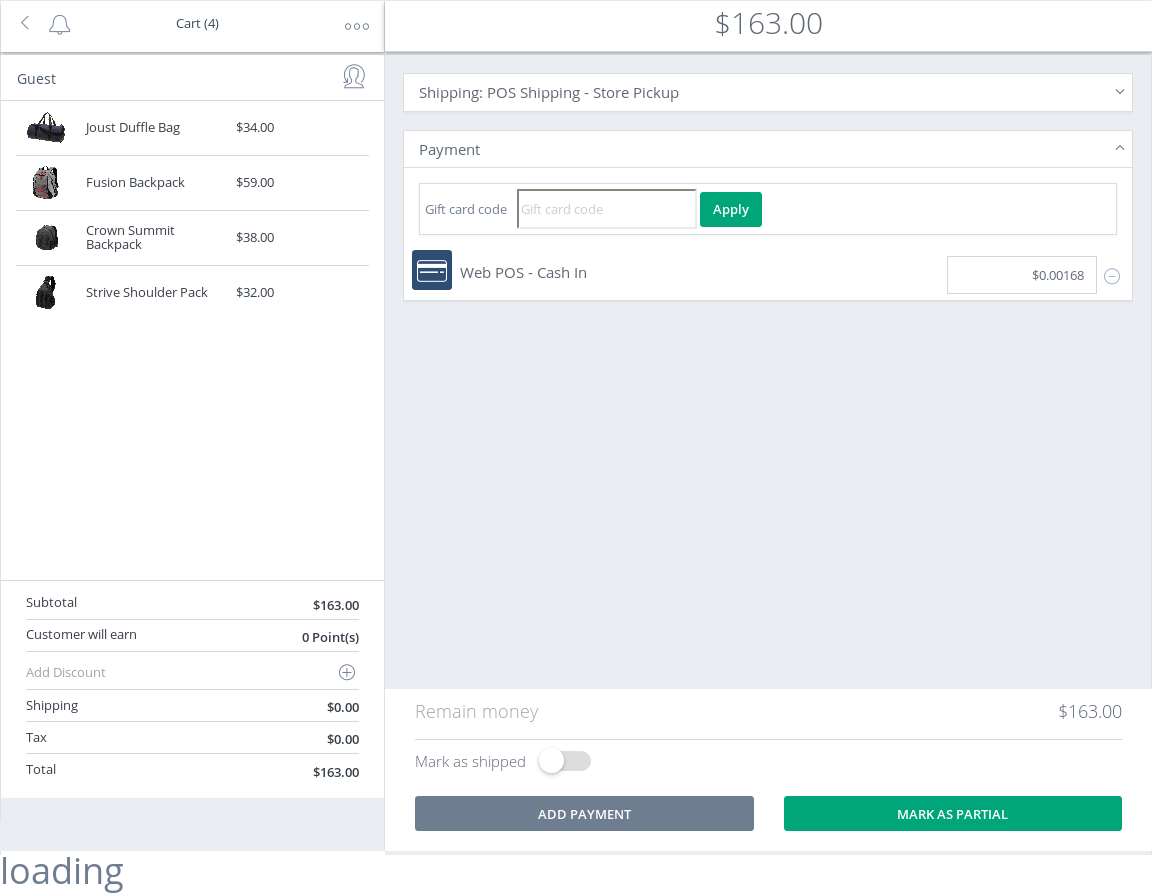 Cart (4)
$163.00
Guest
Joust Duffle Bag $34.00
Fusion Backpack $59.00
Crown Summit
Backpack $38.00
Strive Shoulder Pack $32.00
Subtotal $163.00
Customer will earn 0 Point(s)
Add Discount
Shipping $0.00
Tax $0.00
Total $163.00
Shipping: POS Shipping - Store Pickup
Payment
Gift card code Gift card code Apply
Web POS - Cash In $0.00168
Remain money $163.00
Mark as shipped
ADD PAYMENT MARK AS PARTIAL
loading